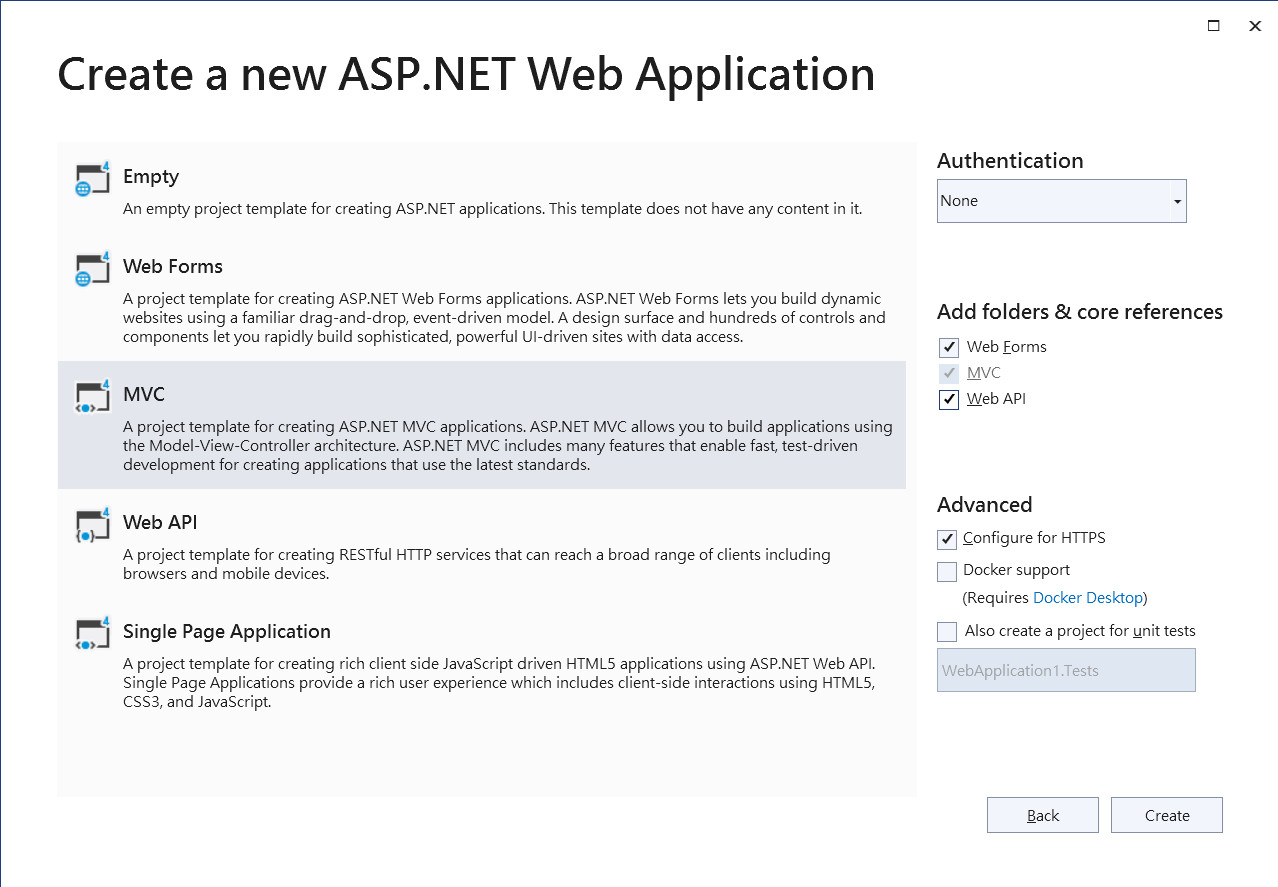 Create a new ASP.NET Web Application
Empty
An empty project template for creating ASP.NET applications. This template does not have any content in it.
Web Forms
A project template for creating ASP.NET Web Forms applications. ASP.NET Web Forms lets you build dynamic
websites using a familiar drag-and-drop, event-driven model. A design surface and hundreds of controls and
components let you rapidly build sophisticated, powerful UI-driven sites with data access.
MVC
A project template for creating ASP.NET MVC applications. ASP.NET MVC allows you to build applications using
the Model-View-Controller architecture. ASP.NET MVC includes many features that enable fast, test-driven
development for creating applications that use the latest standards.
Web API
A project template for creating RESTful HTTP services that can reach a broad range of clients including
browsers and mobile devices.
Single Page Application
A project template for creating rich client side JavaScript driven HTML5 applications using ASP.NET Web API.
Single Page Applications provide a rich user experience which includes client-side interactions using HTML5,
CSS3, and JavaScript.
Authentication
None
Add folders & core references
Web Forms
MVC
Web API
Advanced
Configure for HTTPS
Docker support
(Requires Docker Desktop)
Also create a project for unit tests
WebApplication1.Tests
Back
Create